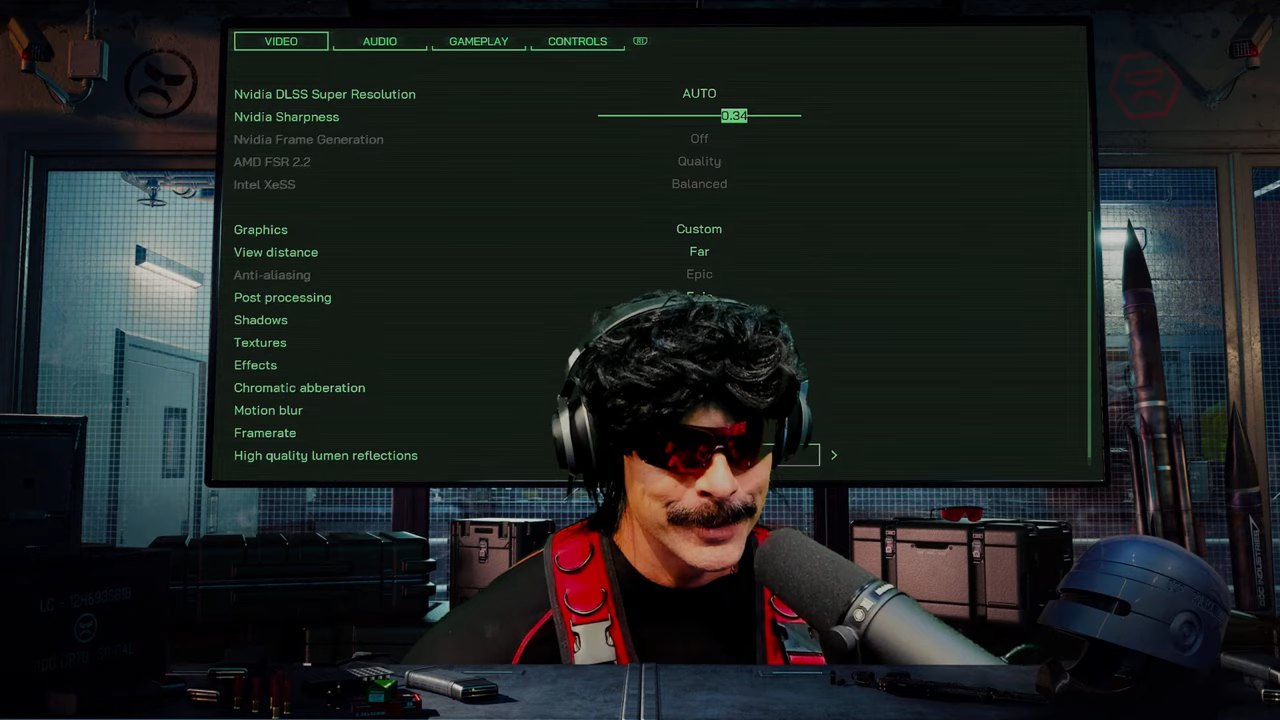 VIDEO AUDIO GAMEPLAY CONTROLS R1
Nvidia DLSS Super Resolution AUTO
Nvidia Sharpness 0.34
Nvidia Frame Generation Off
AMD FSR 2.2 Quality
Intel XeSS Balanced
Graphics Custom
View distance Far
Anti-aliasing Epic
Post processing Epic
Shadows
Textures
Effects
Chromatic abberation
Motion blur
Framerate
High quality lumen reflections